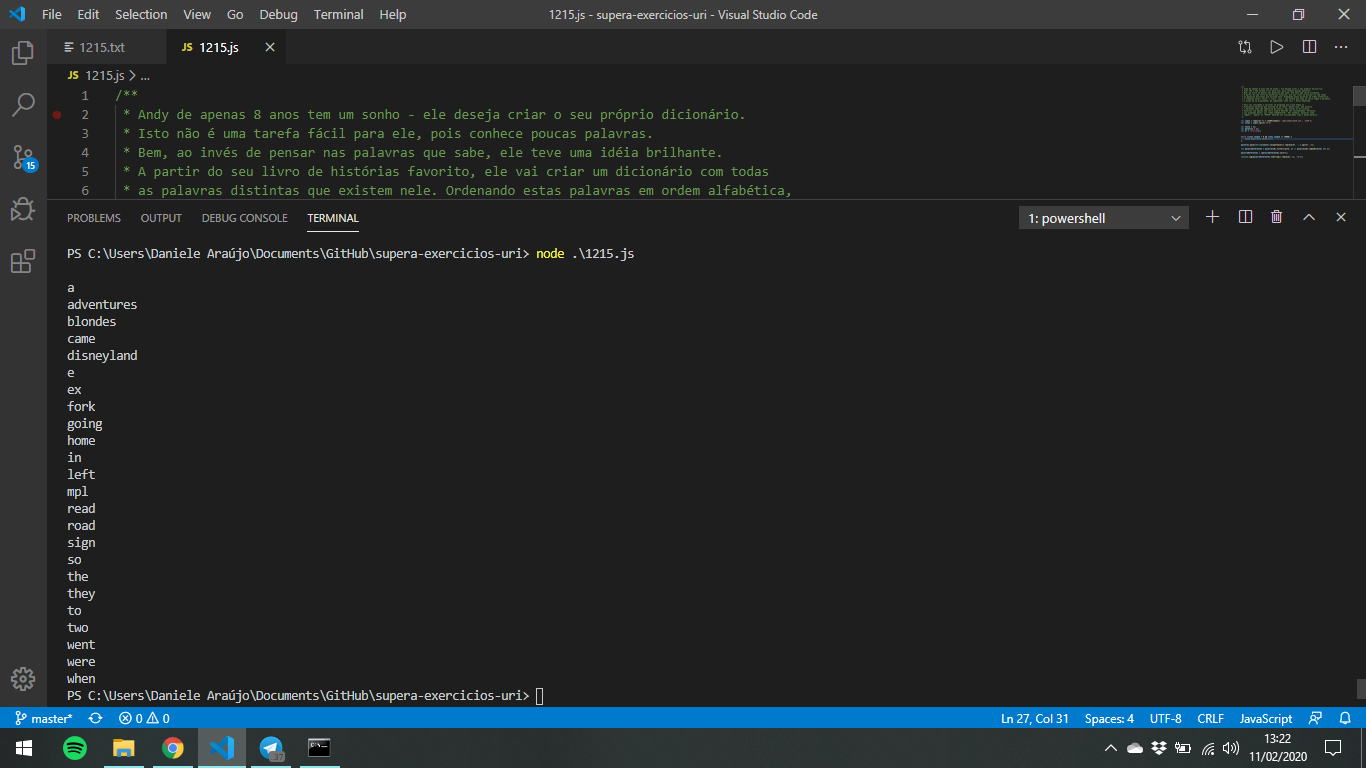 File Edit Selection View Go Debug Terminal Help 1215.js - supera-exercicios-uri - Visual Studio Code
1215.txt JS 1215.js
JS 1215.js > ...
1 /**
2 * Andy de apenas 8 anos tem um sonho - ele deseja criar o seu próprio dicionário.
3 * Isto não é uma tarefa fácil para ele, pois conhece poucas palavras.
4 * Bem, ao invés de pensar nas palavras que sabe, ele teve uma idéia brilhante.
5 * A partir do seu livro de histórias favorito, ele vai criar um dicionário com todas
6 * as palavras distintas que existem nele. Ordenando estas palavras em ordem alfabética,
15
PROBLEMS OUTPUT DEBUG CONSOLE TERMINAL 1: powershell
PS C:\Users\Daniele Araújo\Documents\GitHub\supera-exercicios-uri> node .\1215.js
a
adventures
blondes
came
disneyland
e
ex
fork
going
home
in
left
mpl
read
road
sign
so
the
they
to
two
went
were
when
PS C:\Users\Daniele Araújo\Documents\GitHub\supera-exercicios-uri>
master* 0 0 Ln 27, Col 31 Spaces: 4 UTF-8 CRLF JavaScript
37 13:22
11/02/2020